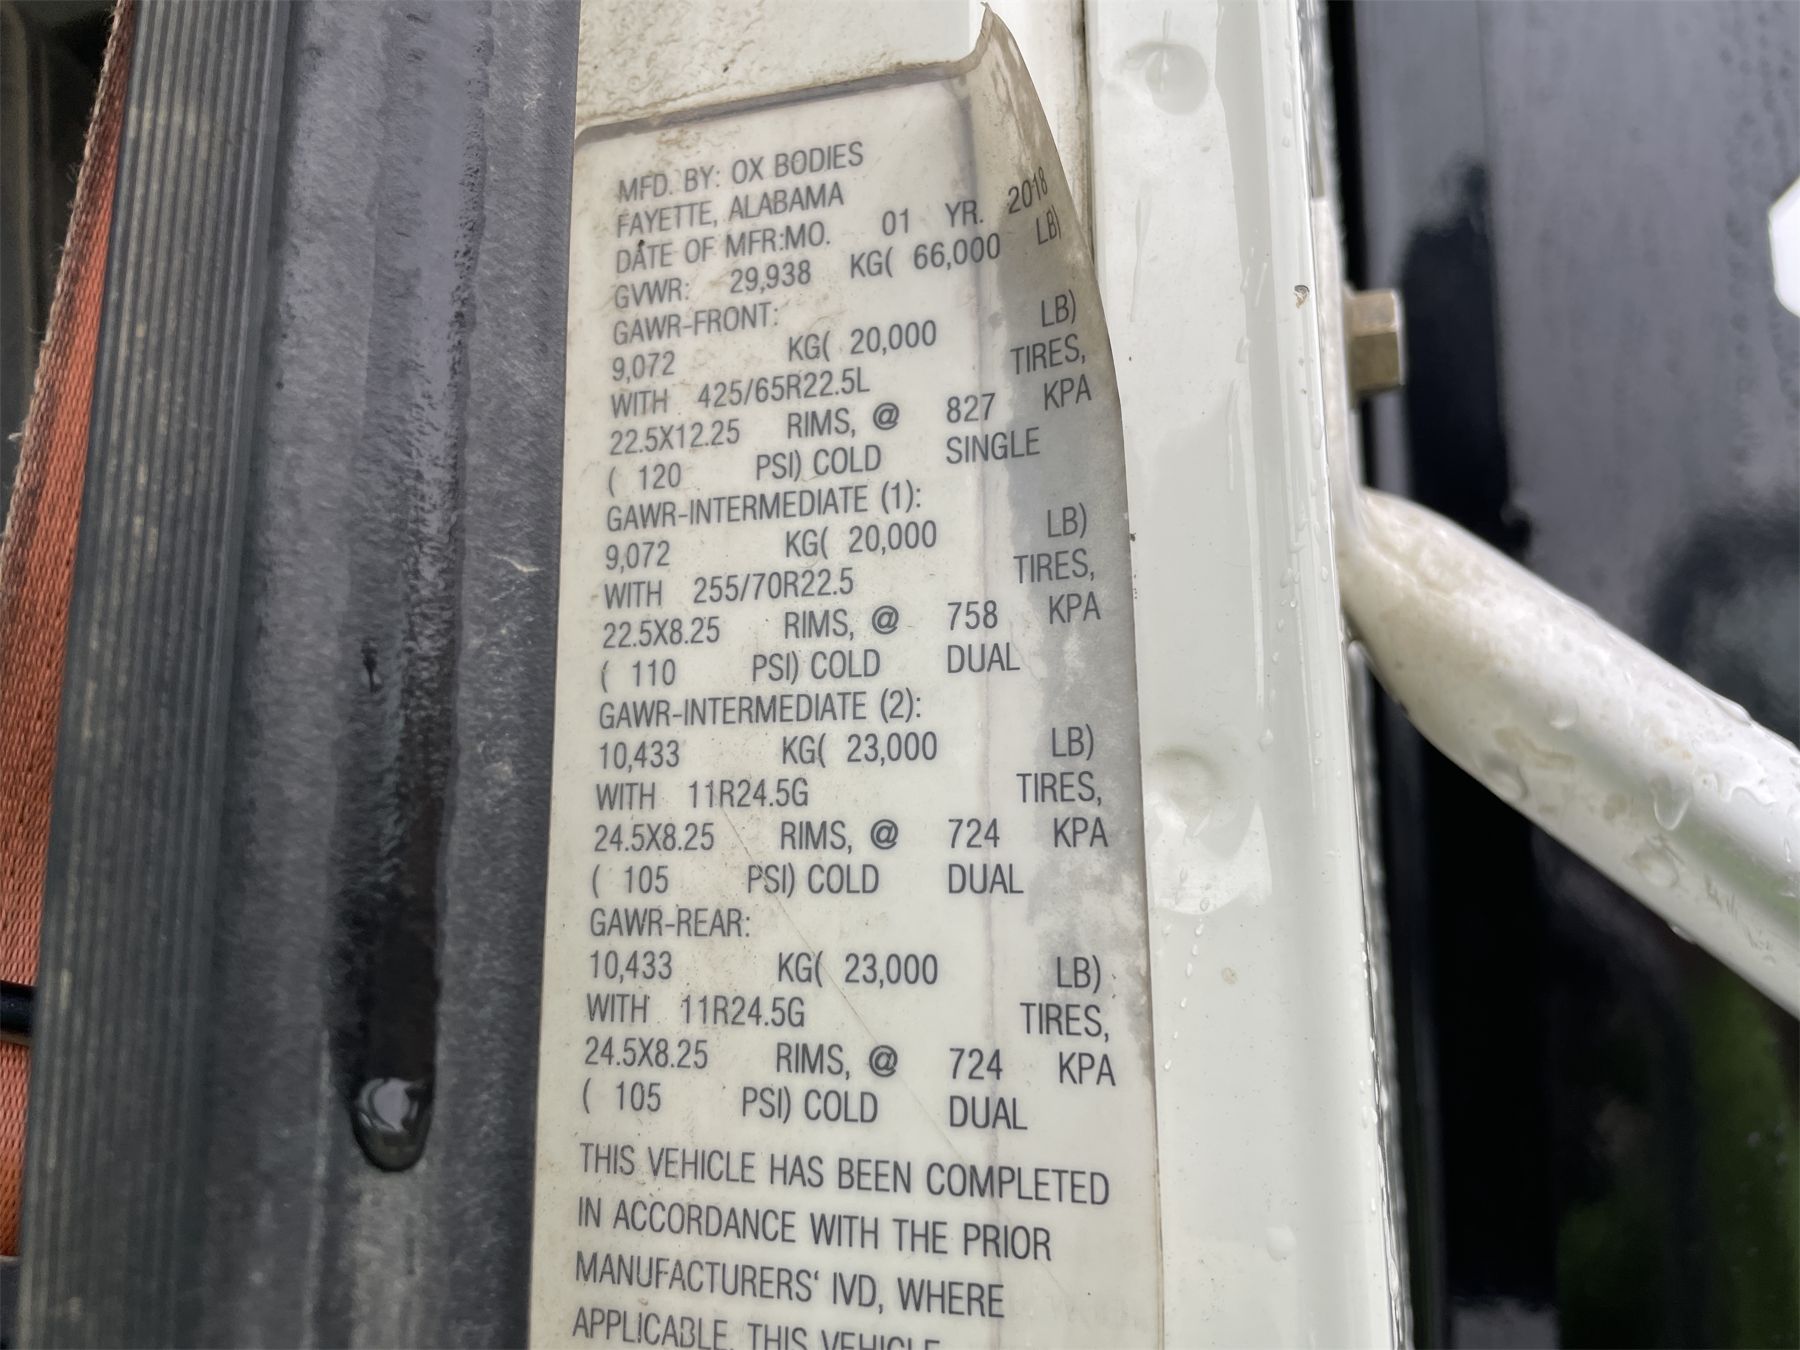 MFD. BY: OX BODIES
FAYETTE, ALABAMA
DATE OF MFR:MO. 01 YR. 2018
GVWR: 29,938 KG( 66,000 LB)
GAWR-FRONT:
9,072 KG( 20,000 LB)
WITH 425/65R22.5L TIRES,
22.5X12.25 RIMS, @ 827 KPA
( 120 PSI) COLD SINGLE
GAWR-INTERMEDIATE (1):
9,072 KG( 20,000 LB)
WITH 255/70R22.5 TIRES,
22.5X8.25 RIMS, @ 758 KPA
( 110 PSI) COLD DUAL
GAWR-INTERMEDIATE (2):
10,433 KG( 23,000 LB)
WITH 11R24.5G TIRES,
24.5X8.25 RIMS, @ 724 KPA
( 105 PSI) COLD DUAL
GAWR-REAR:
10,433 KG( 23,000 LB)
WITH 11R24.5G TIRES,
24.5X8.25 RIMS, @ 724 KPA
( 105 PSI) COLD DUAL
THIS VEHICLE HAS BEEN COMPLETED
IN ACCORDANCE WITH THE PRIOR
MANUFACTURERS' IVD, WHERE
APPLICABLE. THIS VEHICLE